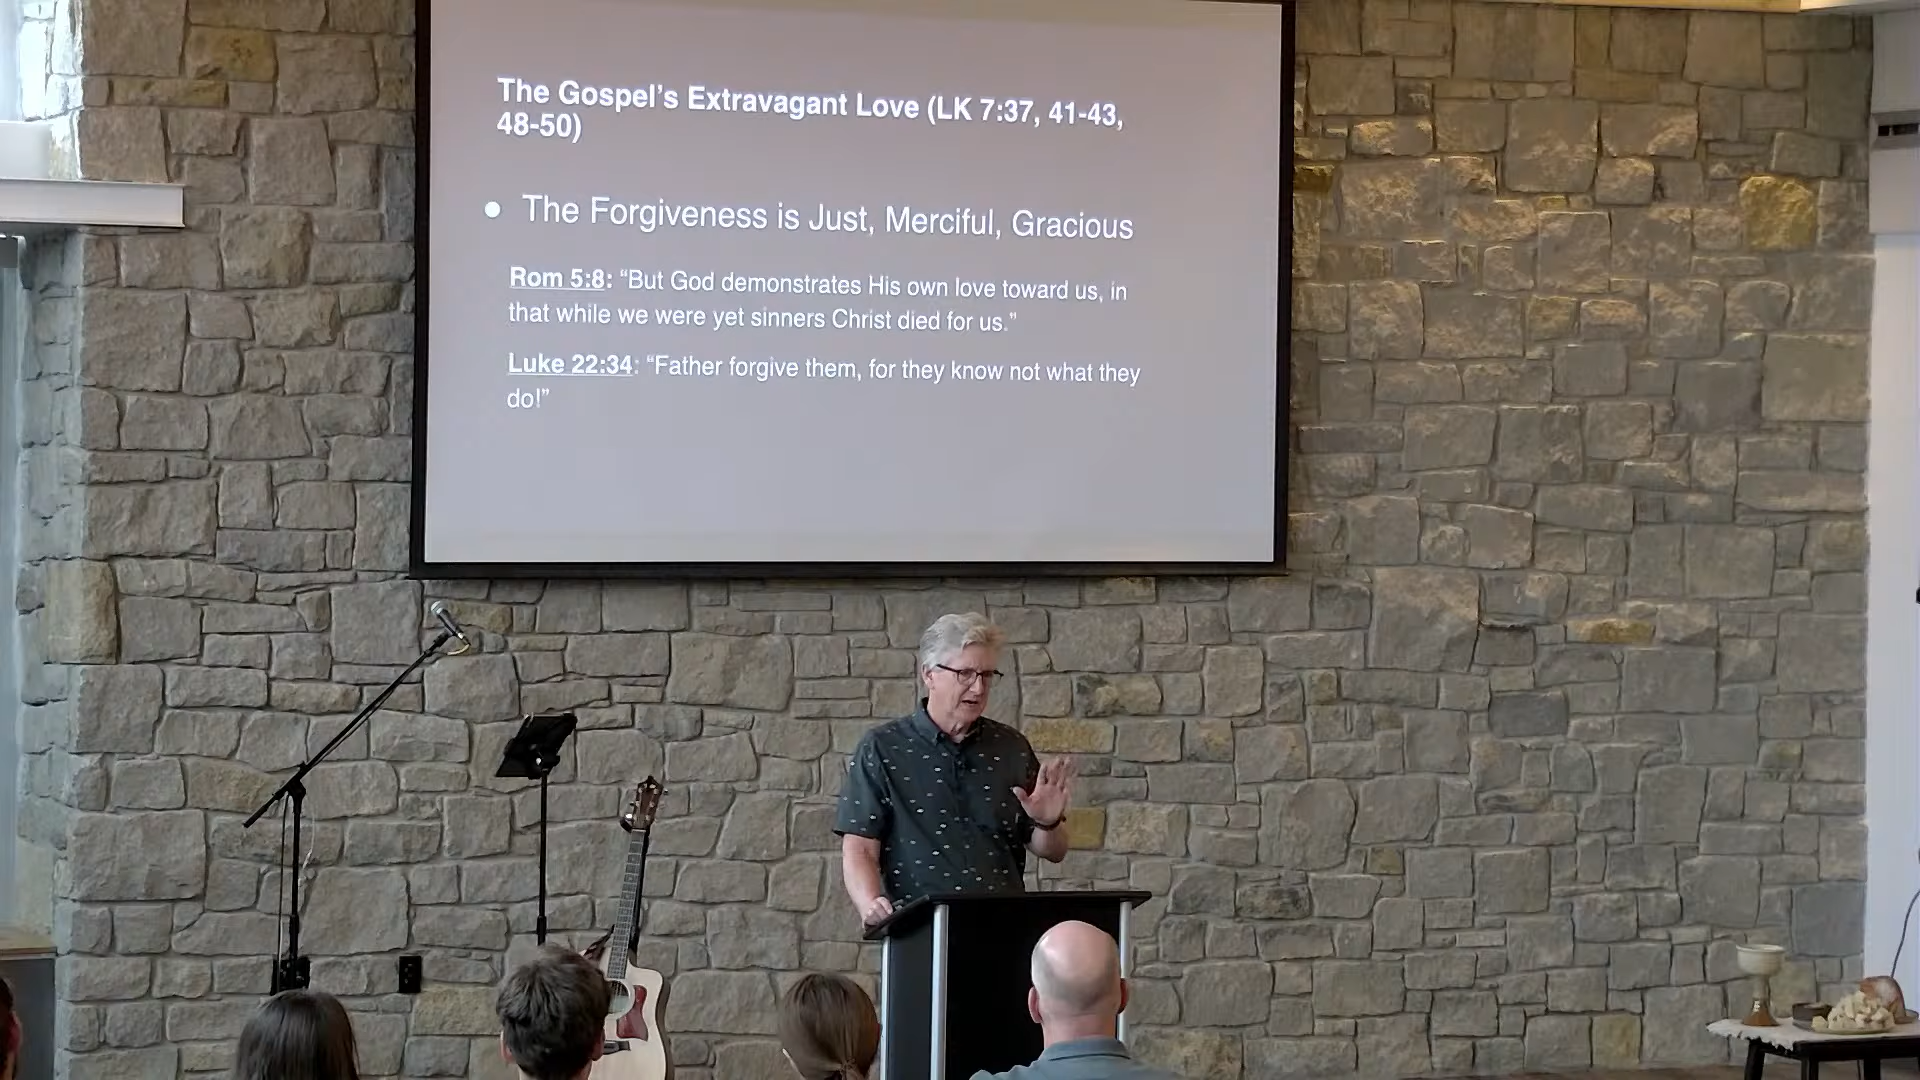 The Gospel’s Extravagant Love (LK 7:37, 41-43,
48-50)
● The Forgiveness is Just, Merciful, Gracious
Rom 5:8: “But God demonstrates His own love toward us, in
that while we were yet sinners Christ died for us.”
Luke 22:34: “Father forgive them, for they know not what they
do!”